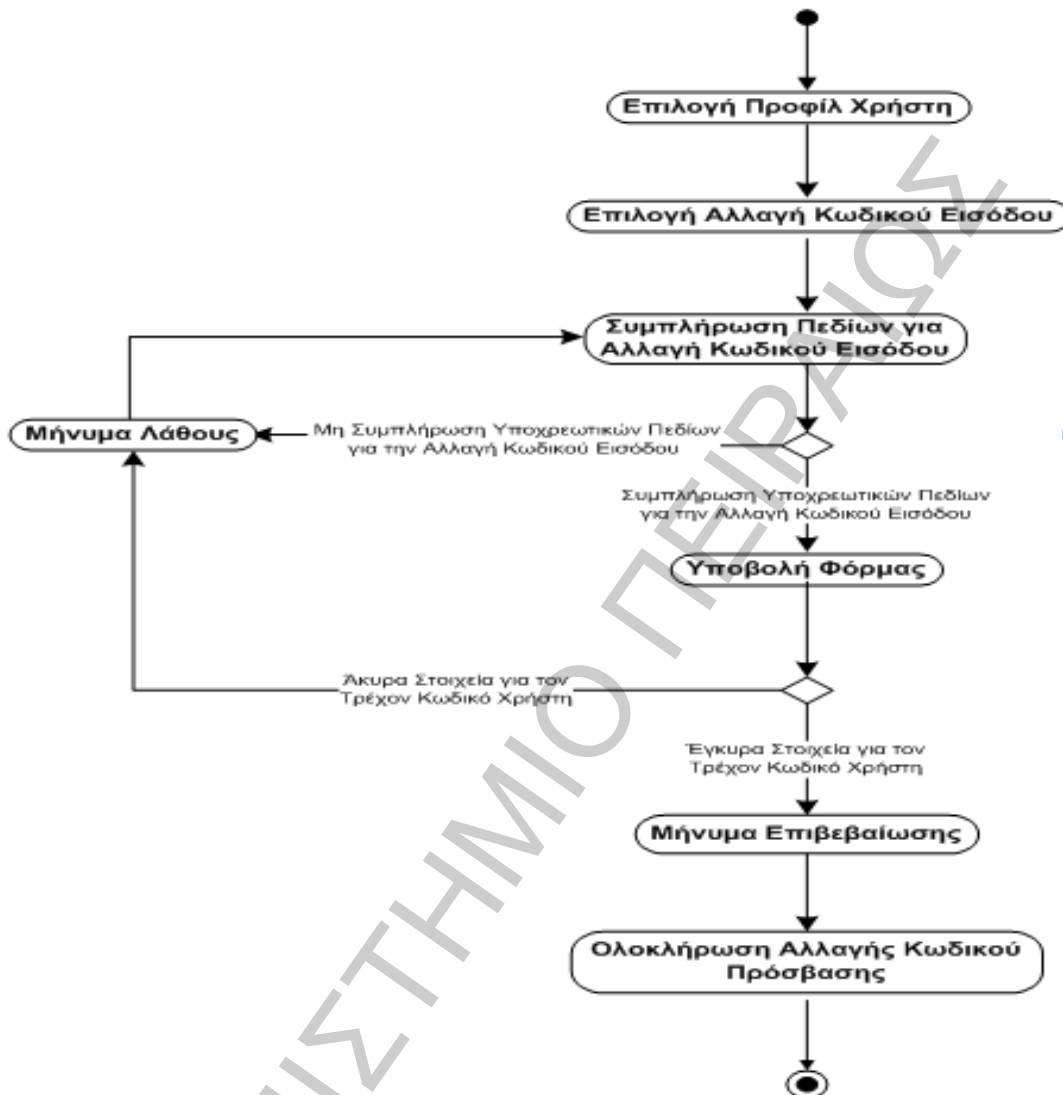 Επιλογή Προφίλ Χρήστη
Επιλογή Αλλαγή Κωδικού Εισόδου
Συμπλήρωση Πεδίων για
Αλλαγή Κωδικού Εισόδου
Μήνυμα Λάθους
Μη Συμπλήρωση Υποχρεωτικών Πεδίων
για την Αλλαγή Κωδικού Εισόδου
Συμπλήρωση Υποχρεωτικών Πεδίων
για την Αλλαγή Κωδικού Εισόδου
Υποβολή Φόρμας
Άκυρα Στοιχεία για τον
Τρέχον Κωδικό Χρήστη
Έγκυρα Στοιχεία για τον
Τρέχον Κωδικό Χρήστη
Μήνυμα Επιβεβαίωσης
Ολοκλήρωση Αλλαγής Κωδικού
Πρόσβασης
ΙΣΤΗΜΙΟ ΠΕΙΡΑΙΩΣ